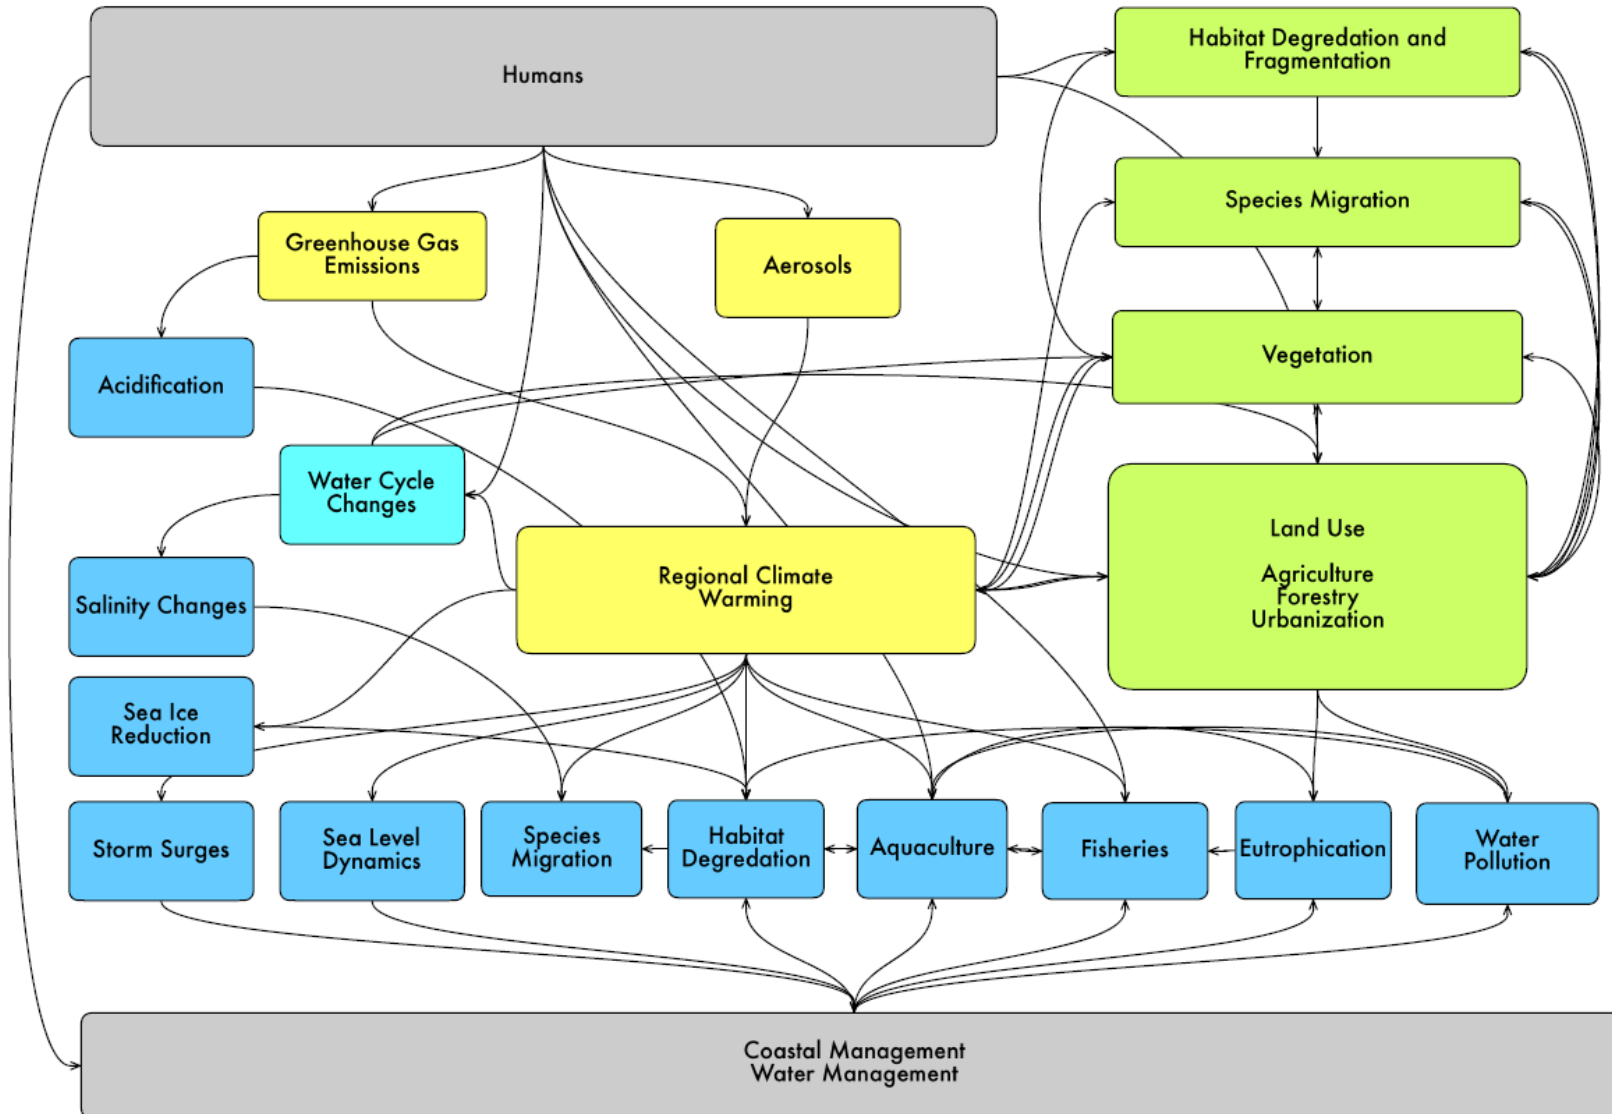 Humans
Habitat Degredation and
Fragmentation
Species Migration
Greenhouse Gas
Emissions
Aerosols
Vegetation
Acidification
Water Cycle
Changes
Land Use
Agriculture
Forestry
Urbanization
Regional Climate
Warming
Salinity Changes
Sea Ice
Reduction
Storm Surges
Sea Level
Dynamics
Species
Migration
Habitat
Degredation
Aquaculture
Fisheries
Eutrophication
Water
Pollution
Coastal Management
Water Management